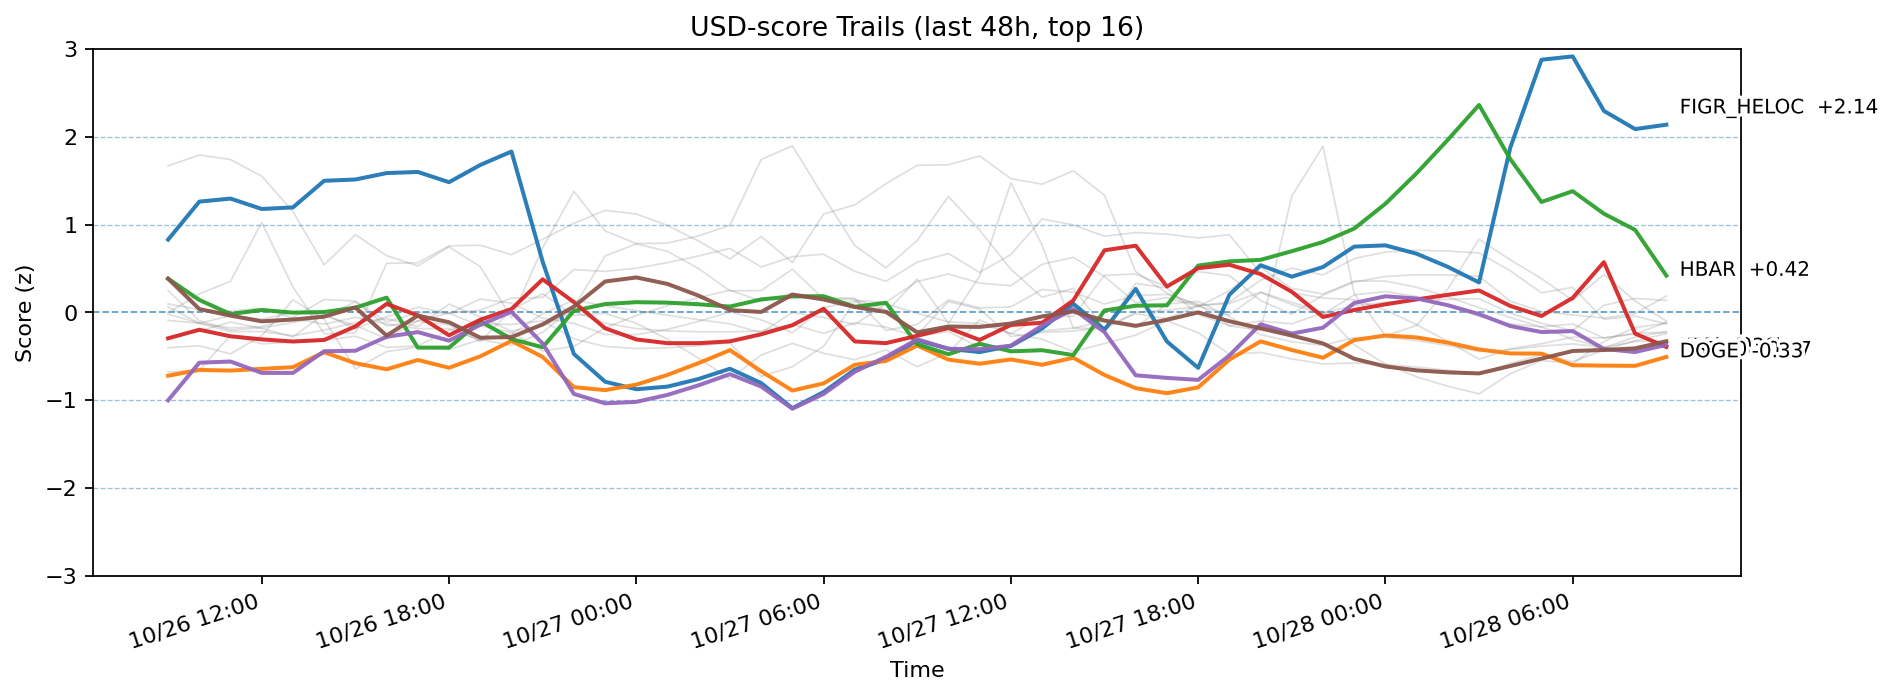 USD-score Trails (last 48h, top 16)
Score (z)
3
2
1
0
−1
−2
−3
FIGR_HELOC +2.14
HBAR +0.42
DOGE -0.33
10/26 12:00
10/26 18:00
10/27 00:00
10/27 06:00
10/27 12:00
10/27 18:00
10/28 00:00
10/28 06:00
Time